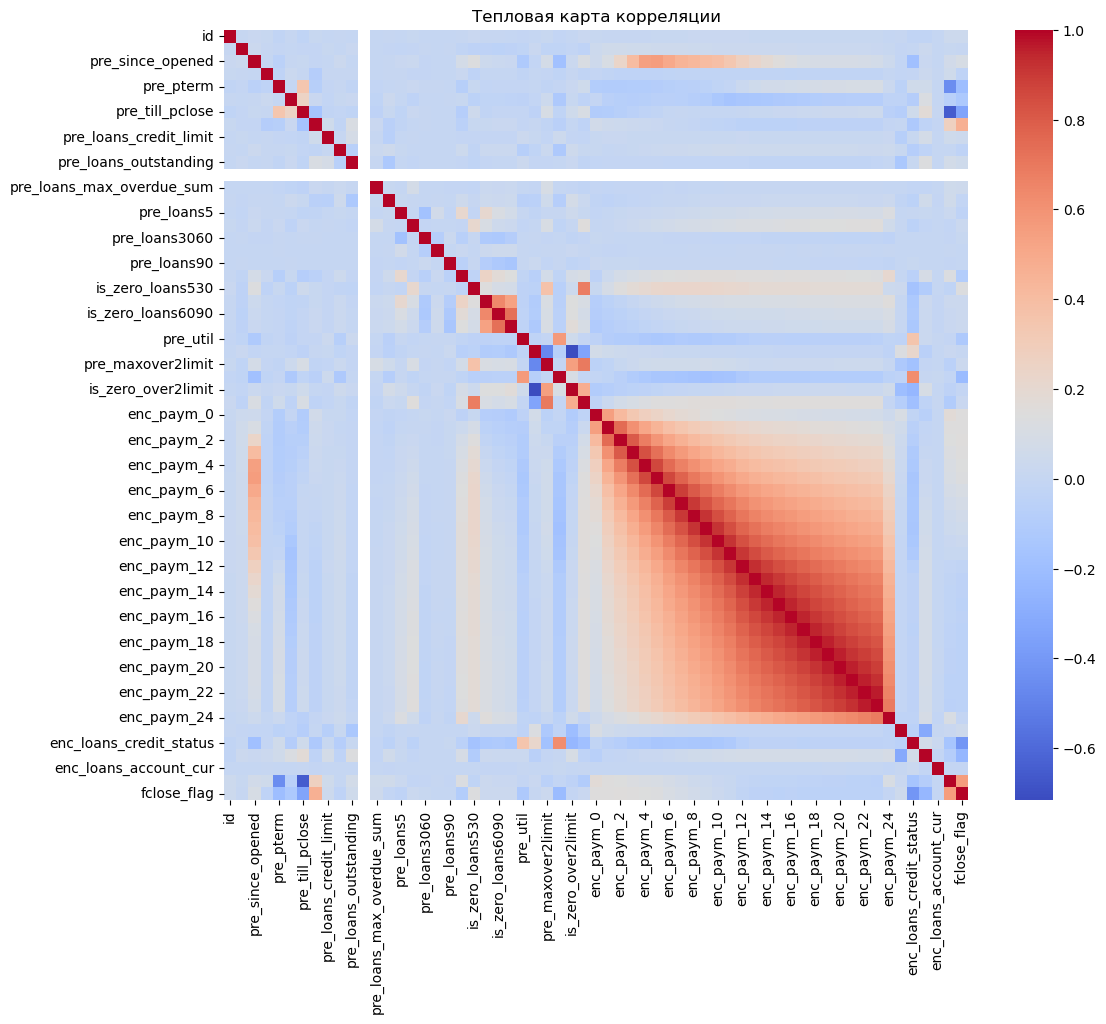 Тепловая карта корреляции
id
pre_since_opened
pre_pterm
pre_till_pclose
pre_loans_credit_limit
pre_loans_outstanding
pre_loans_max_overdue_sum
pre_loans5
pre_loans3060
pre_loans90
is_zero_loans530
is_zero_loans6090
pre_util
pre_maxover2limit
is_zero_over2limit
enc_paym_0
enc_paym_2
enc_paym_4
enc_paym_6
enc_paym_8
enc_paym_10
enc_paym_12
enc_paym_14
enc_paym_16
enc_paym_18
enc_paym_20
enc_paym_22
enc_paym_24
enc_loans_credit_status
enc_loans_account_cur
fclose_flag
id
pre_since_opened
pre_pterm
pre_till_pclose
pre_loans_credit_limit
pre_loans_outstanding
pre_loans_max_overdue_sum
pre_loans5
pre_loans3060
pre_loans90
is_zero_loans530
is_zero_loans6090
pre_util
pre_maxover2limit
is_zero_over2limit
enc_paym_0
enc_paym_2
enc_paym_4
enc_paym_6
enc_paym_8
enc_paym_10
enc_paym_12
enc_paym_14
enc_paym_16
enc_paym_18
enc_paym_20
enc_paym_22
enc_paym_24
enc_loans_credit_status
enc_loans_account_cur
fclose_flag
1.0
0.8
0.6
0.4
0.2
0.0
−0.2
−0.4
−0.6